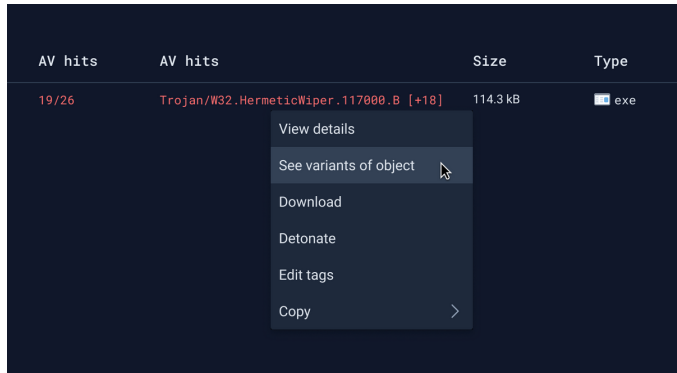 AV hits AV hits Size Type
19/26 Trojan/W32.HermeticWiper.117000.B [+18] 114.3 kB exe
View details
See variants of object
Download
Detonate
Edit tags
Copy